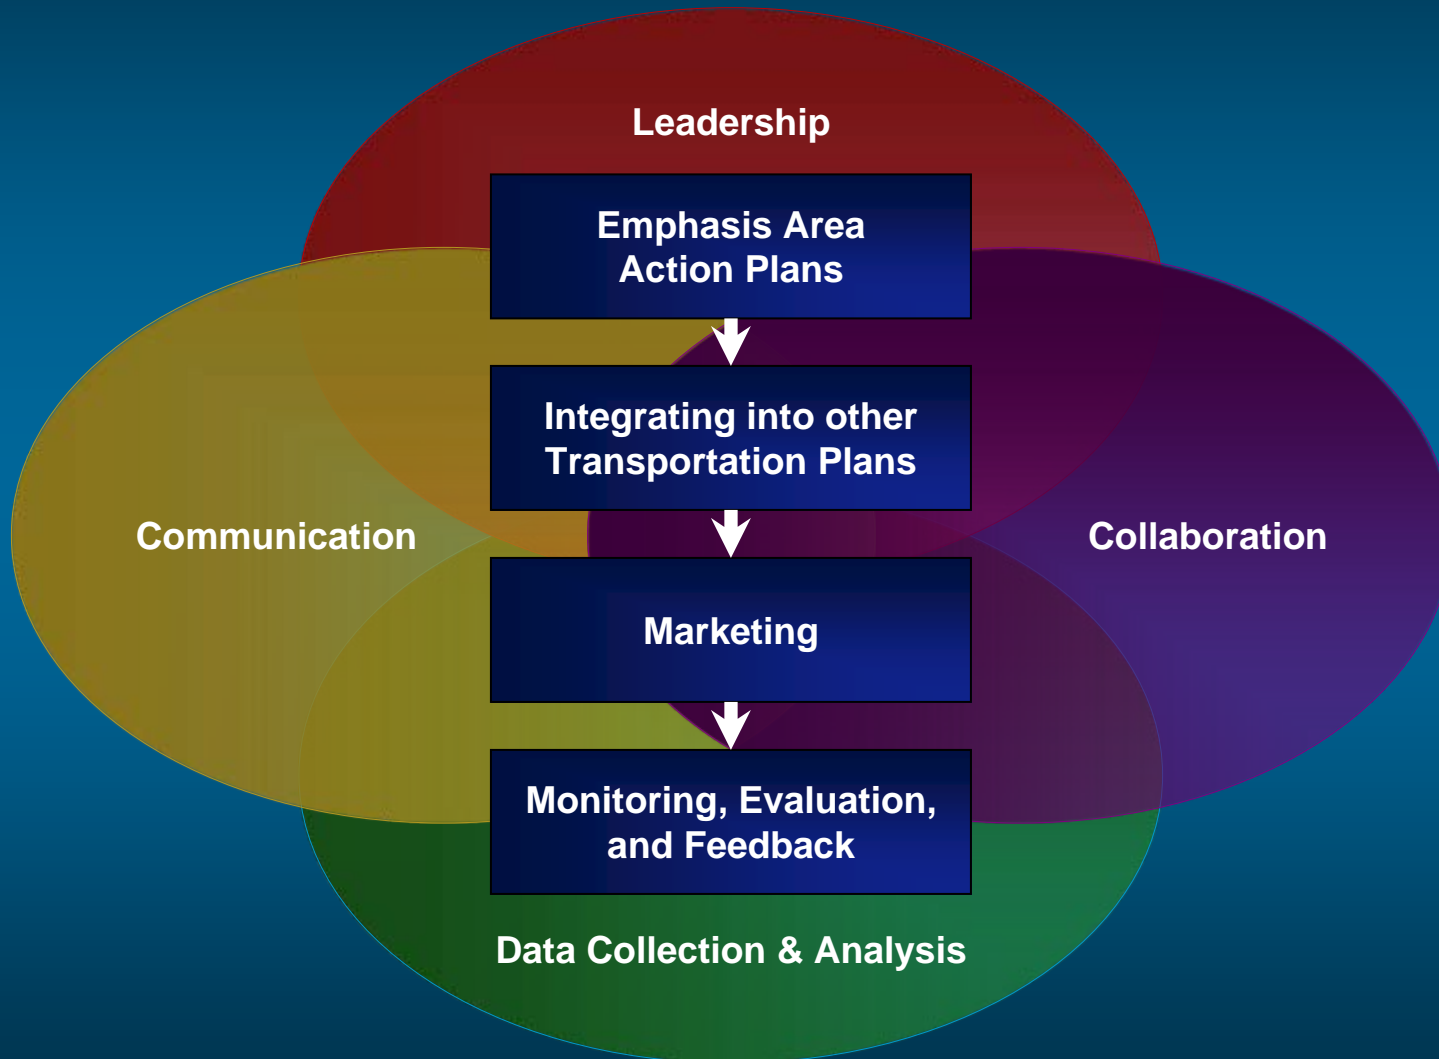 Leadership
Emphasis Area
Action Plans
Integrating into other
Transportation Plans
Communication
Collaboration
Marketing
Monitoring, Evaluation,
and Feedback
Data Collection & Analysis